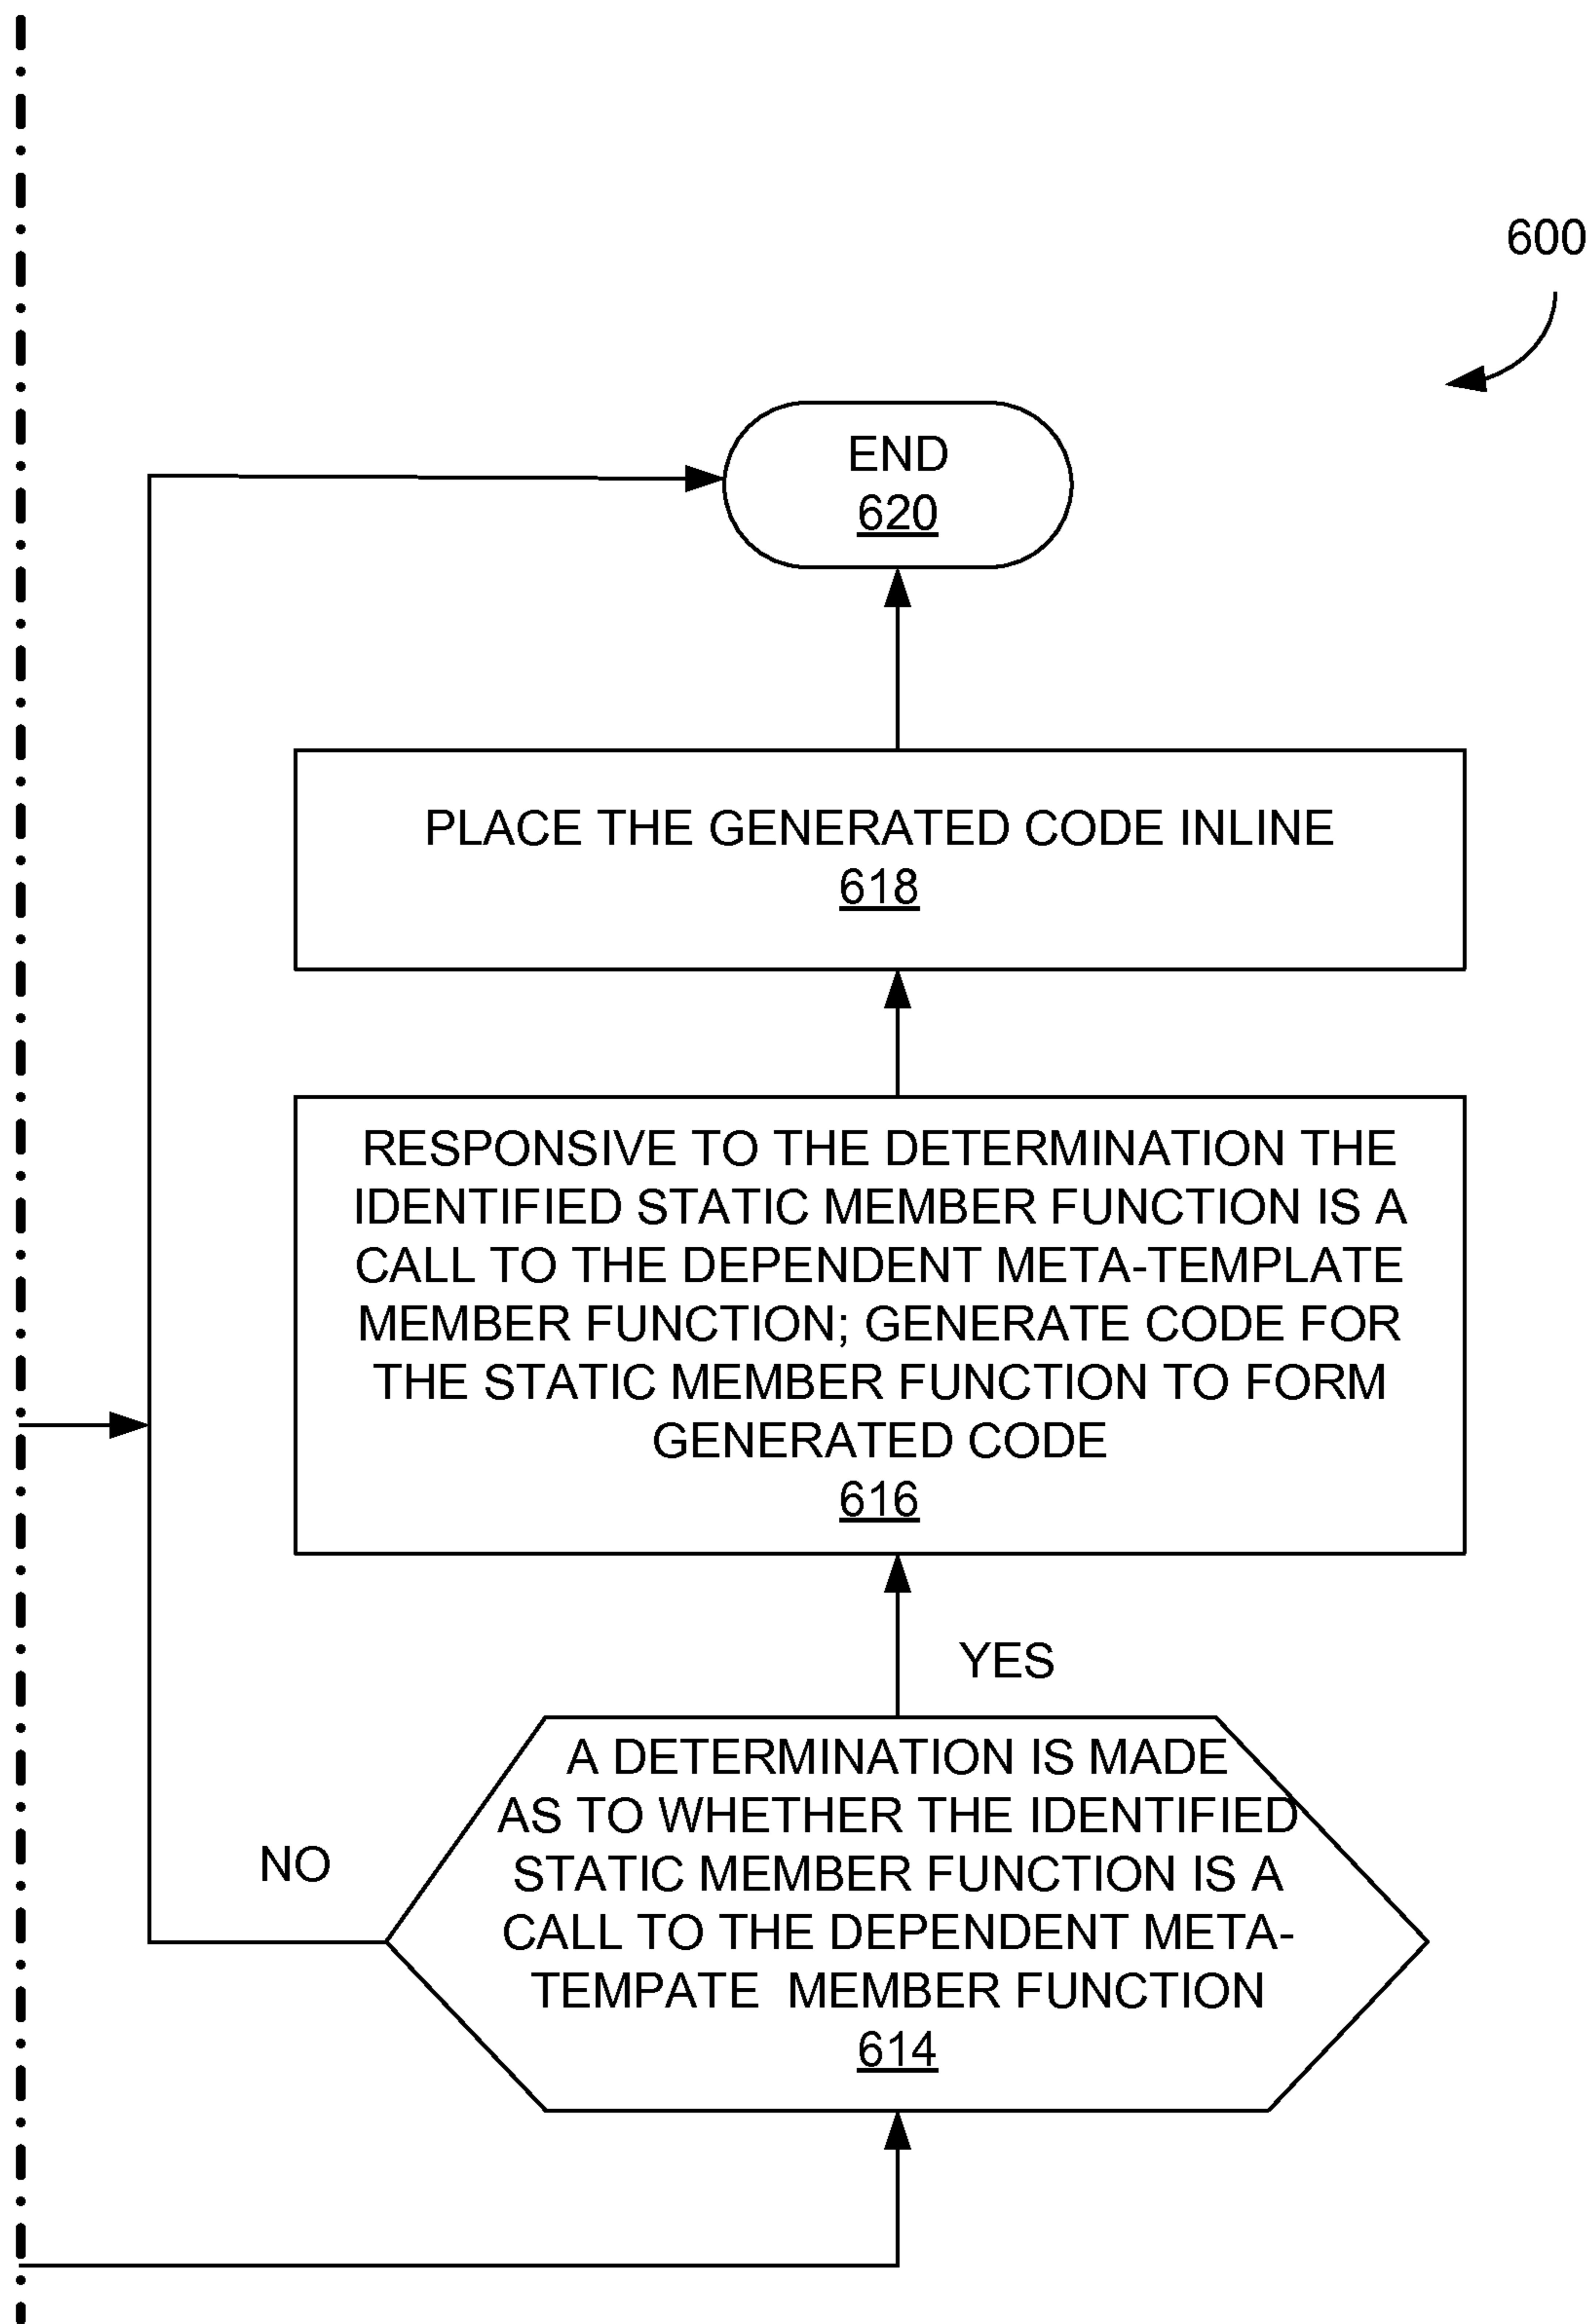 600
END
620
PLACE THE GENERATED CODE INLINE
618
RESPONSIVE TO THE DETERMINATION THE
IDENTIFIED STATIC MEMBER FUNCTION IS A
CALL TO THE DEPENDENT META-TEMPLATE
MEMBER FUNCTION; GENERATE CODE FOR
THE STATIC MEMBER FUNCTION TO FORM
GENERATED CODE
616
YES
A DETERMINATION IS MADE
AS TO WHETHER THE IDENTIFIED
STATIC MEMBER FUNCTION IS A
CALL TO THE DEPENDENT META-
TEMPATE MEMBER FUNCTION
614
NO